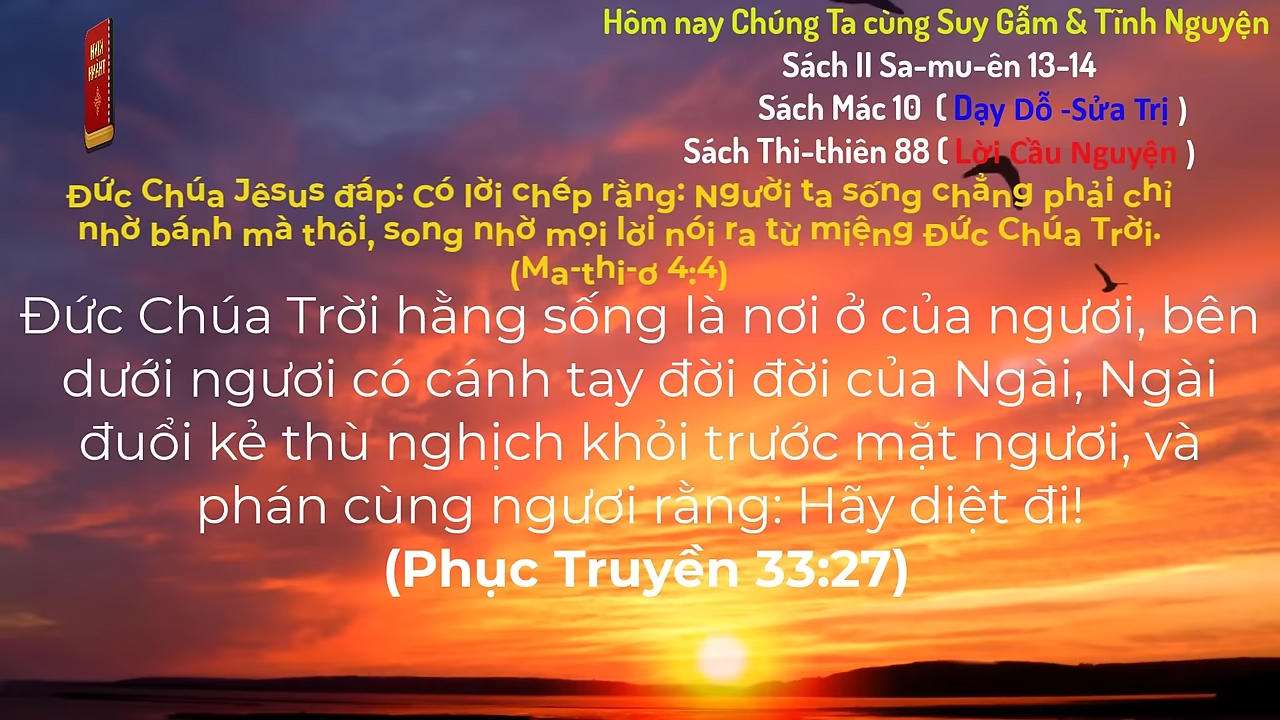 Hôm nay Chúng Ta cùng Suy Gẫm & Tĩnh Nguyện
Sách II Sa-mu-ên 13-14
Sách Mác 10 ( Dạy Dỗ -Sửa Trị )
Sách Thi-thiên 88 ( Lời Cầu Nguyện )
Đức Chúa Jêsus đáp: Có lời chép rằng: Người ta sống chẳng phải chỉ
nhờ bánh mà thôi, song nhờ mọi lời nói ra từ miệng Đức Chúa Trời.
(Ma-thi-ơ 4:4)
Đức Chúa Trời hằng sống là nơi ở của ngươi, bên
dưới ngươi có cánh tay đời đời của Ngài, Ngài
đuổi kẻ thù nghịch khỏi trước mặt ngươi, và
phán cùng ngươi rằng: Hãy diệt đi!
(Phục Truyền 33:27)